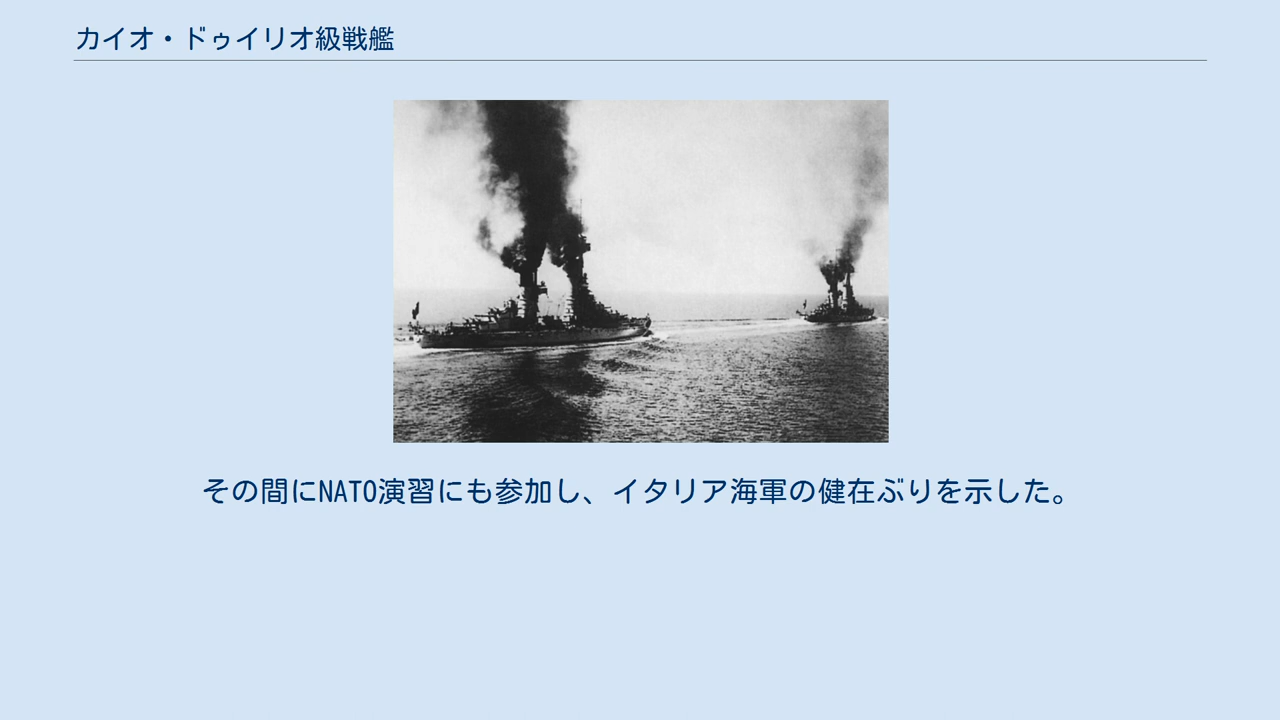 カイオ・ドゥイリオ級戦艦
その間にNATO演習にも参加し、イタリア海軍の健在ぶりを示した。